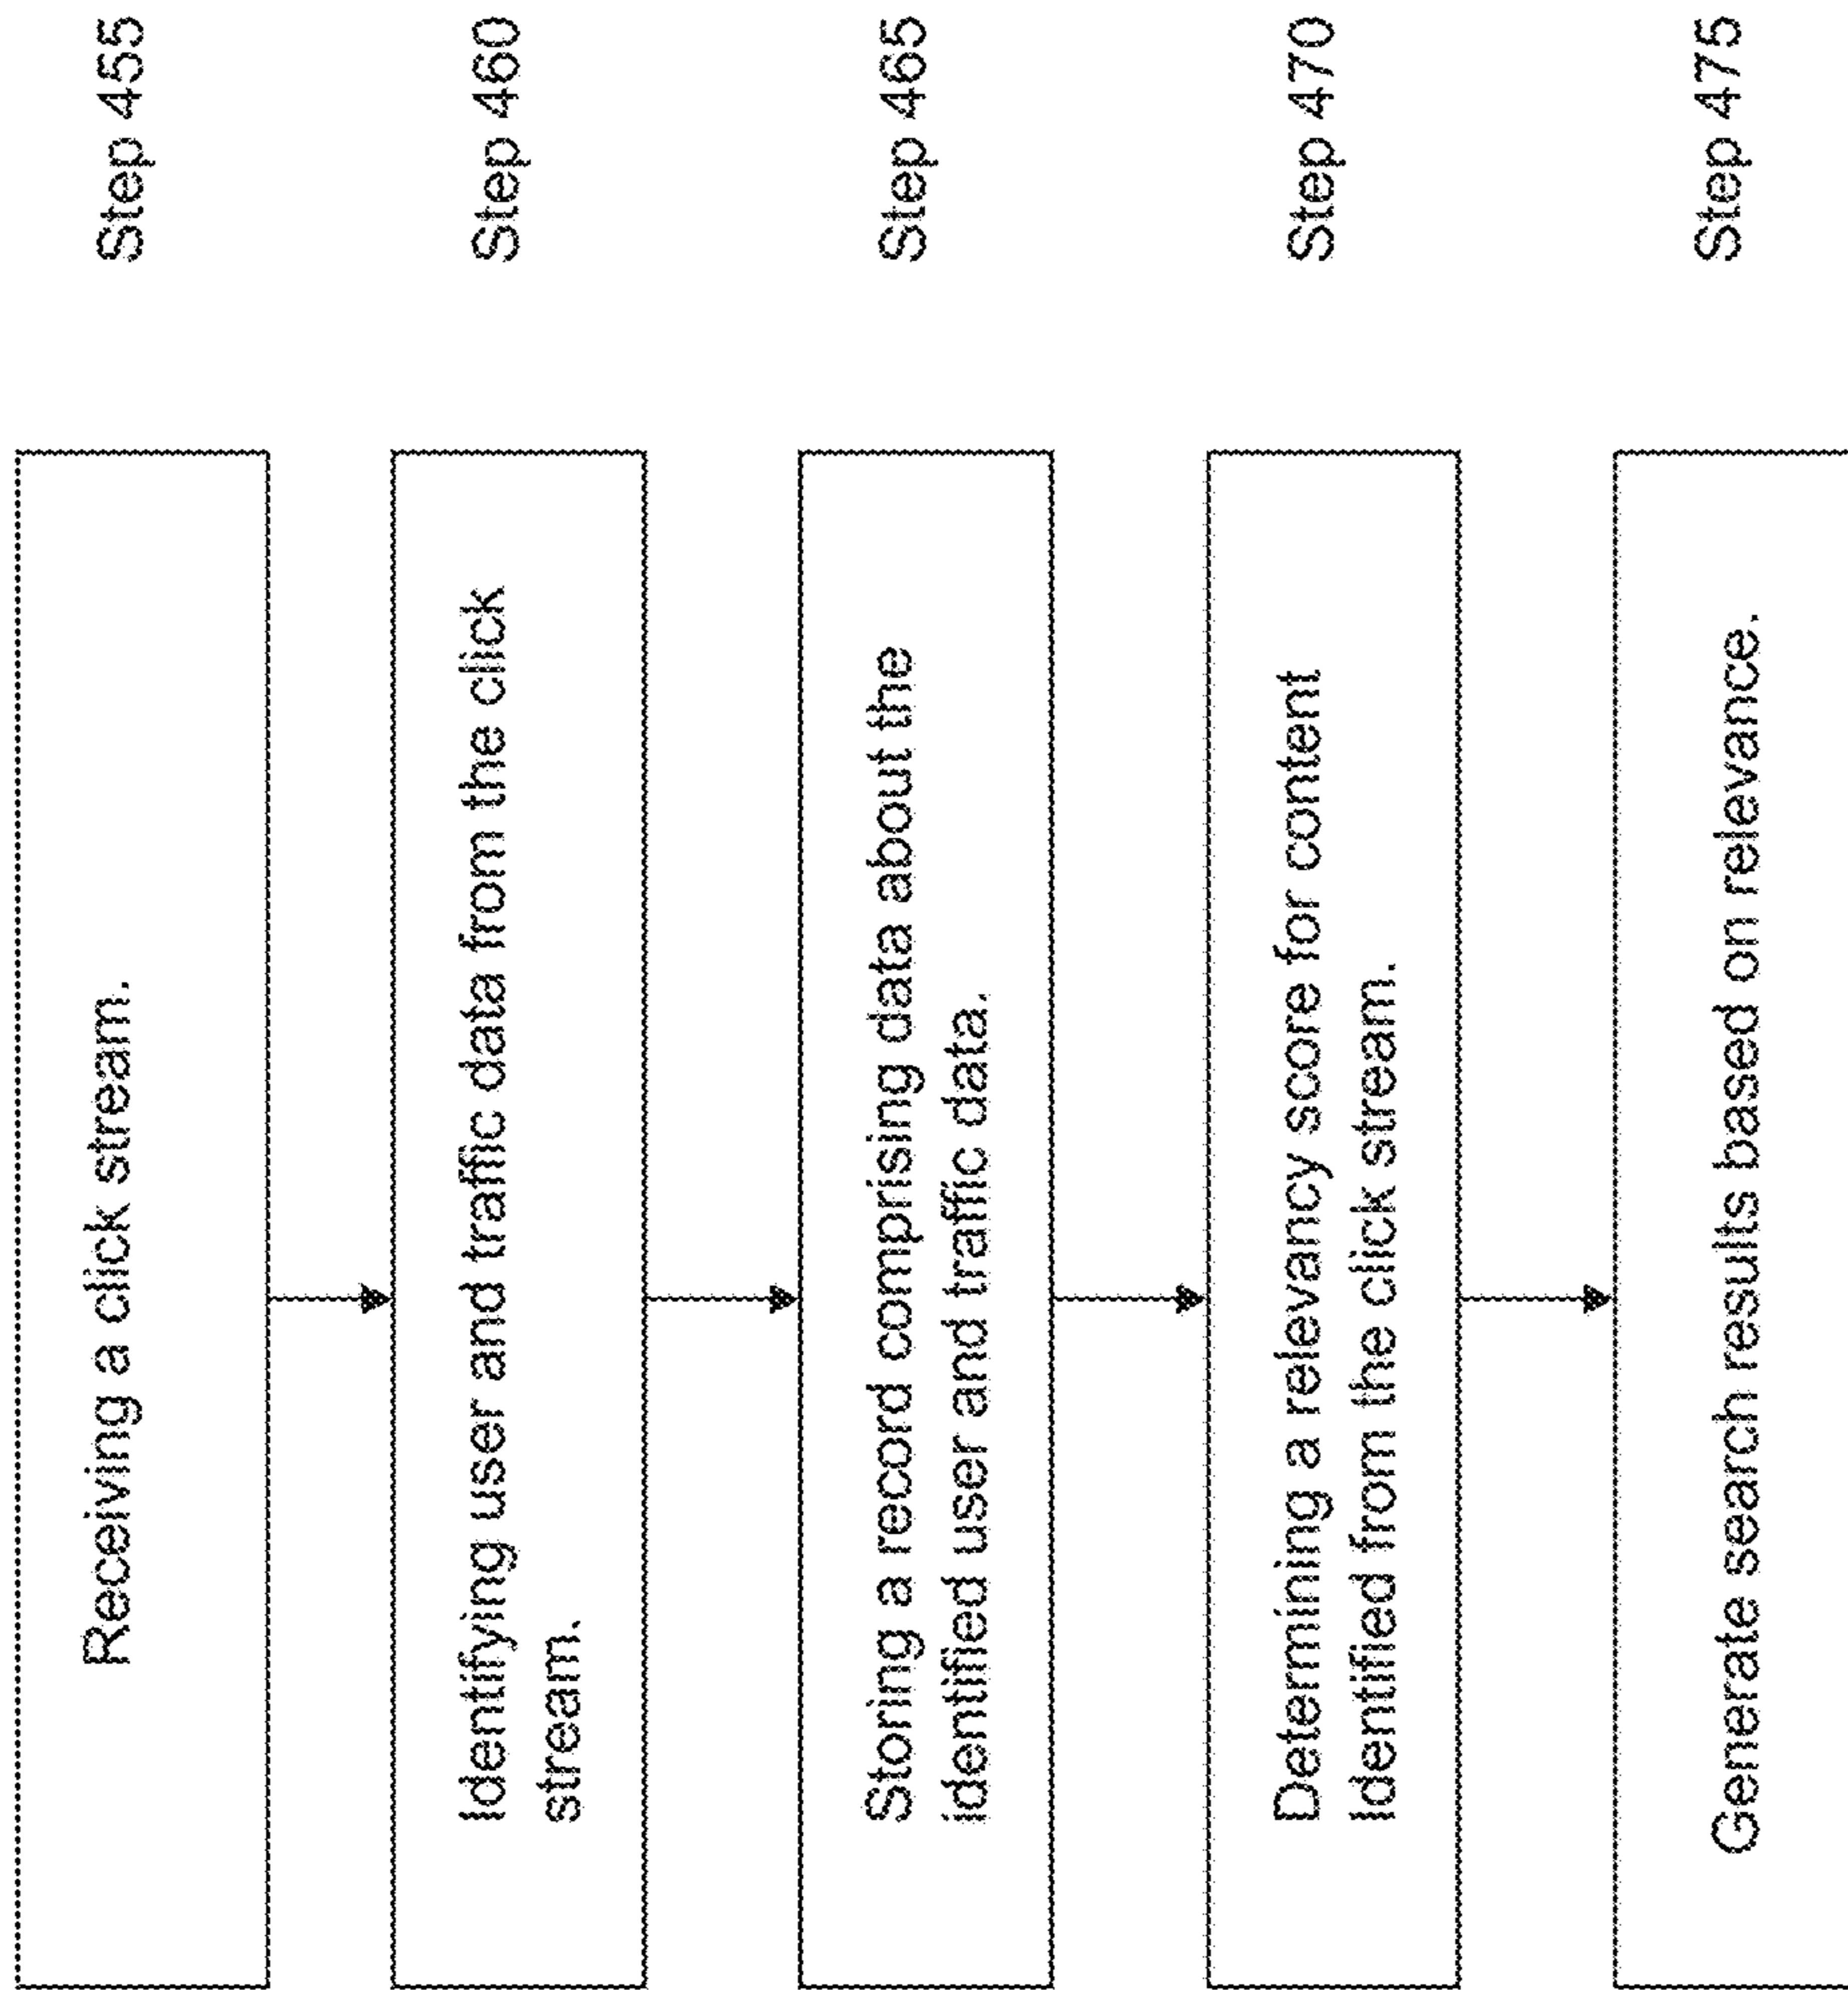 Receiving a click stream.
Step 455
Identifying user and traffic data from the click
stream.
Step 460
Storing a record comprising data about the
identified user and traffic data.
Step 465
Determining a relevancy score for content
Identified from the click stream.
Step 470
Generate search results based on relevance.
Step 475